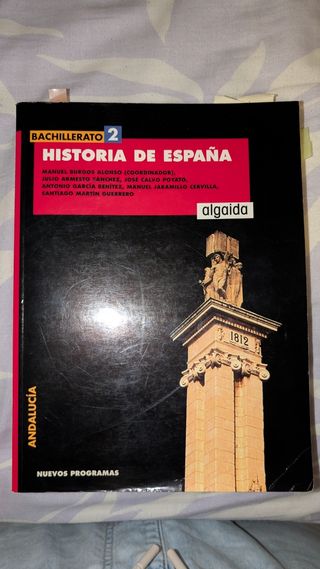 BACHILLERATO 2
HISTORIA DE ESPAÑA
MANUEL BURGOS ALONSO (COORDINADOR),
JULIO ARMESTO SÁNCHEZ, JOSÉ CALVO POYATO,
ANTONIO GARCÍA BENÍTEZ, MANUEL JARAMILLO CERVILLA,
SANTIAGO MARTÍN GUERRERO
algaida
1812
ANDALUCÍA
NUEVOS PROGRAMAS